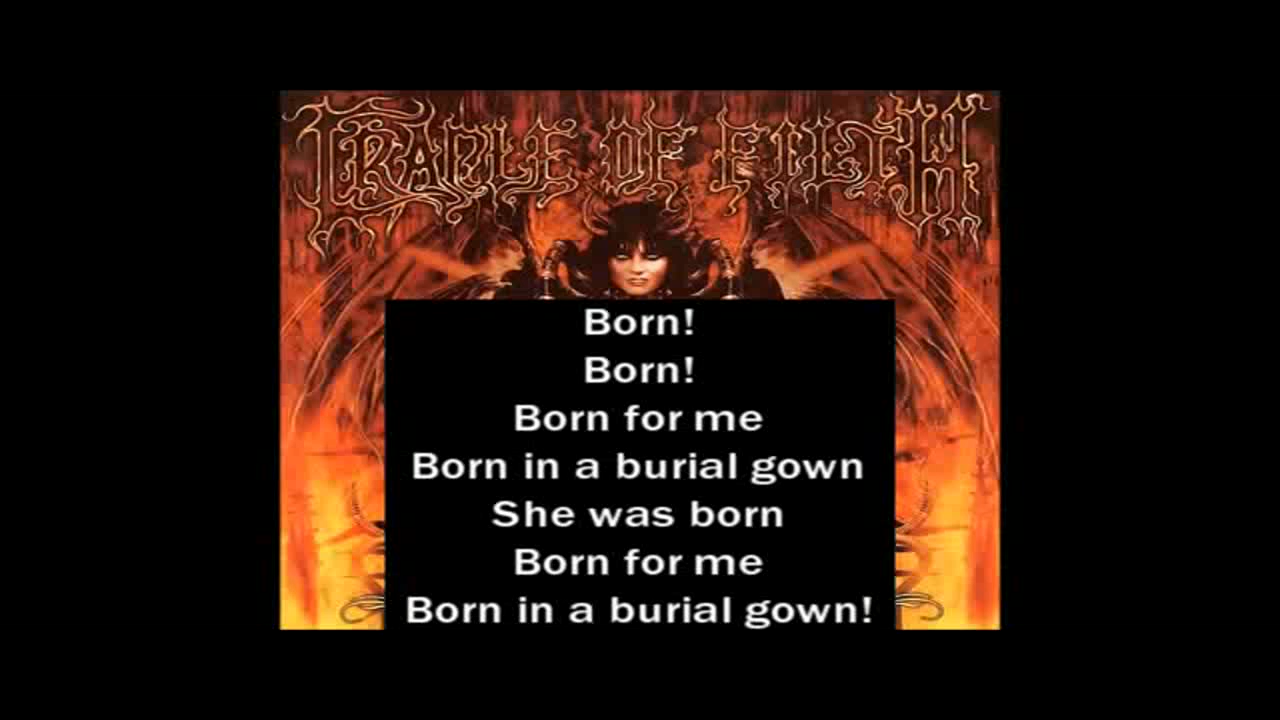 CRADLE OF FILTH
Born!
Born!
Born for me
Born in a burial gown
She was born
Born for me
Born in a burial gown!